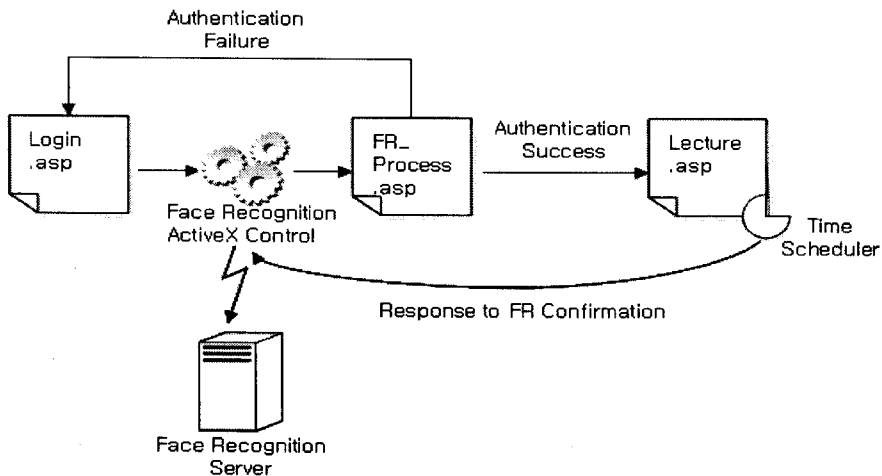 Authentication
Failure
Login
.asp
FR_
Process
.asp
Authentication
Success
Lecture
.asp
Face Recognition
ActiveX Control
Time
Scheduler
Response to FR Confirmation
Face Recognition
Server